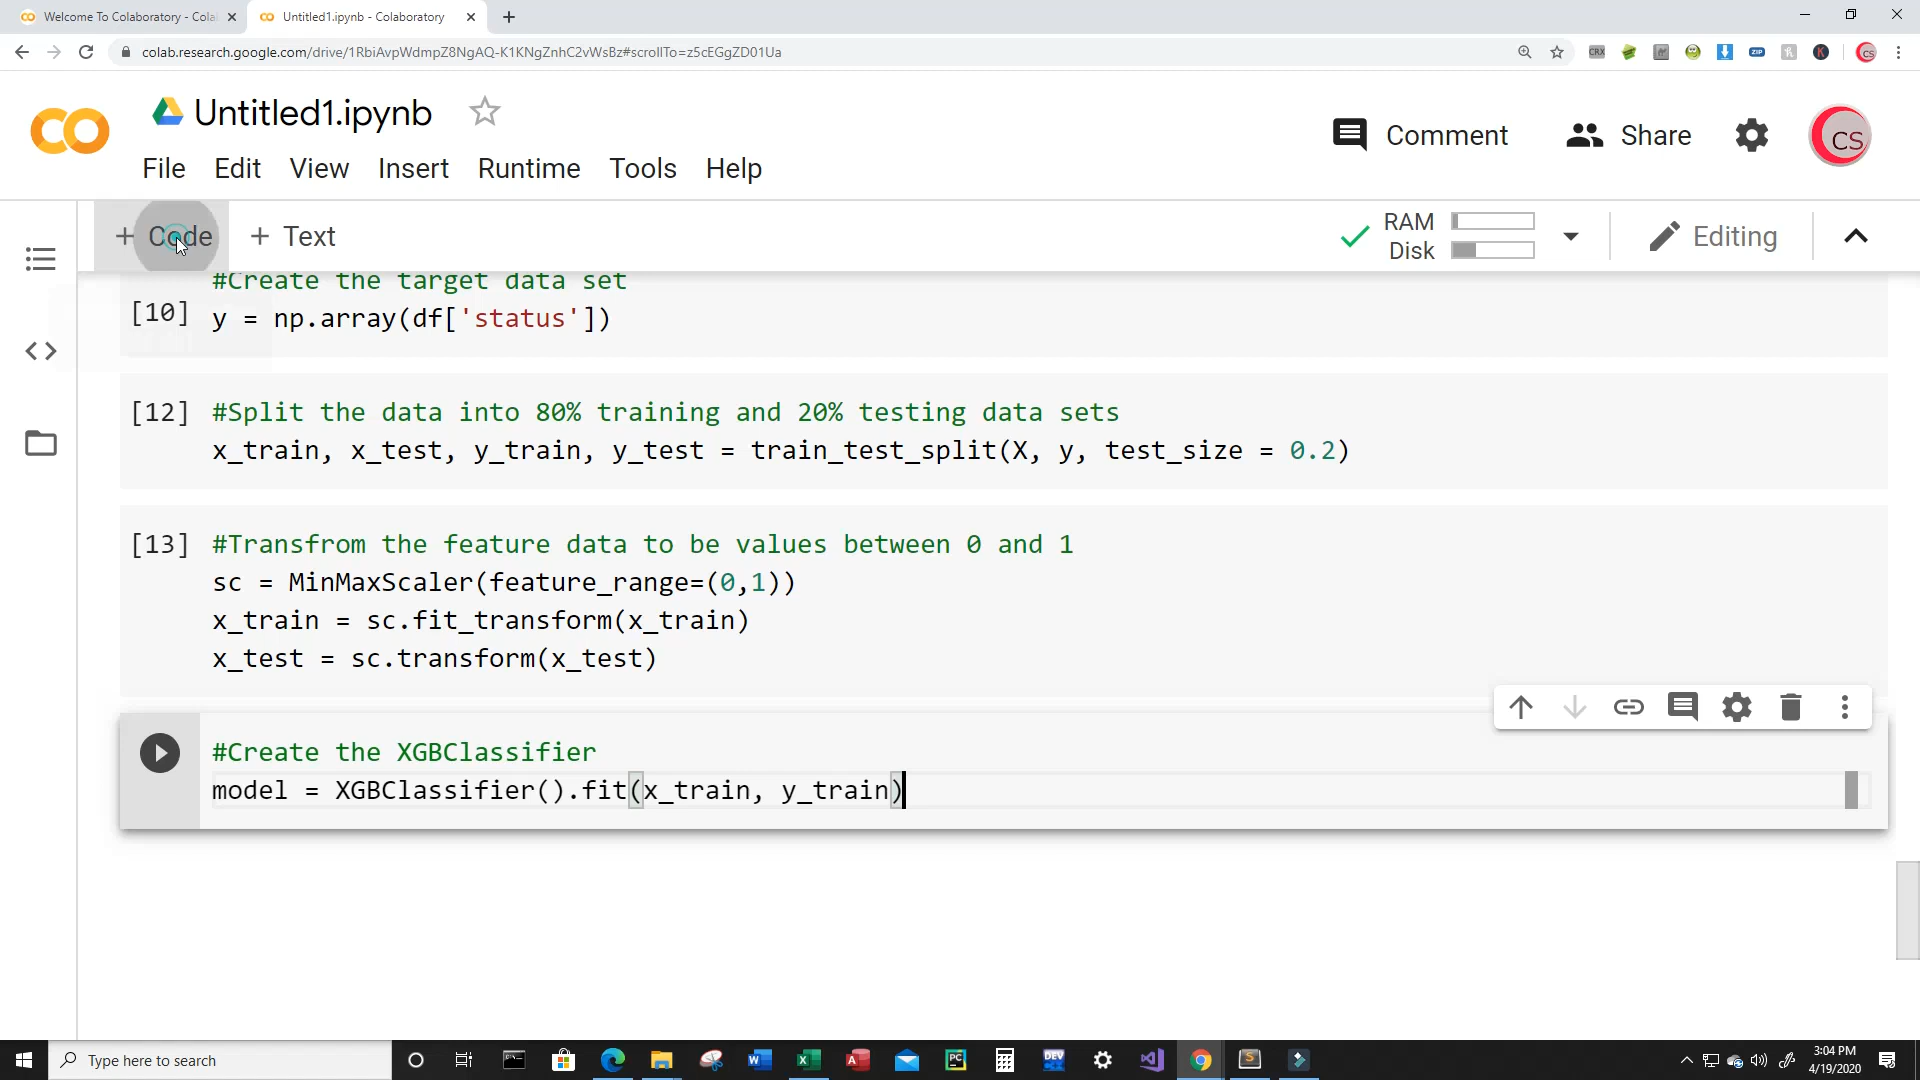 Welcome To Colaboratory - Cola
Untitled1.ipynb - Colaboratory
colab.research.google.com/drive/1RbiAvpWdmpZ8NgAQ-K1KNgZnhC2vWsBz#scrollTo=z5cEGgZD01Ua
CRX
ZIP
K
CS
Untitled1.ipynb
Comment
Share
CS
File Edit View Insert Runtime Tools Help
+ Code
+ Text
RAM
Disk
Editing
#Create the target data set
[10] y = np.array(df['status'])
[12] #Split the data into 80% training and 20% testing data sets
x_train, x_test, y_train, y_test = train_test_split(X, y, test_size = 0.2)
[13] #Transfrom the feature data to be values between 0 and 1
sc = MinMaxScaler(feature_range=(0,1))
x_train = sc.fit_transform(x_train)
x_test = sc.transform(x_test)
#Create the XGBClassifier
model = XGBClassifier().fit(x_train, y_train)
Type here to search
PC
DEV
3:04 PM
4/19/2020